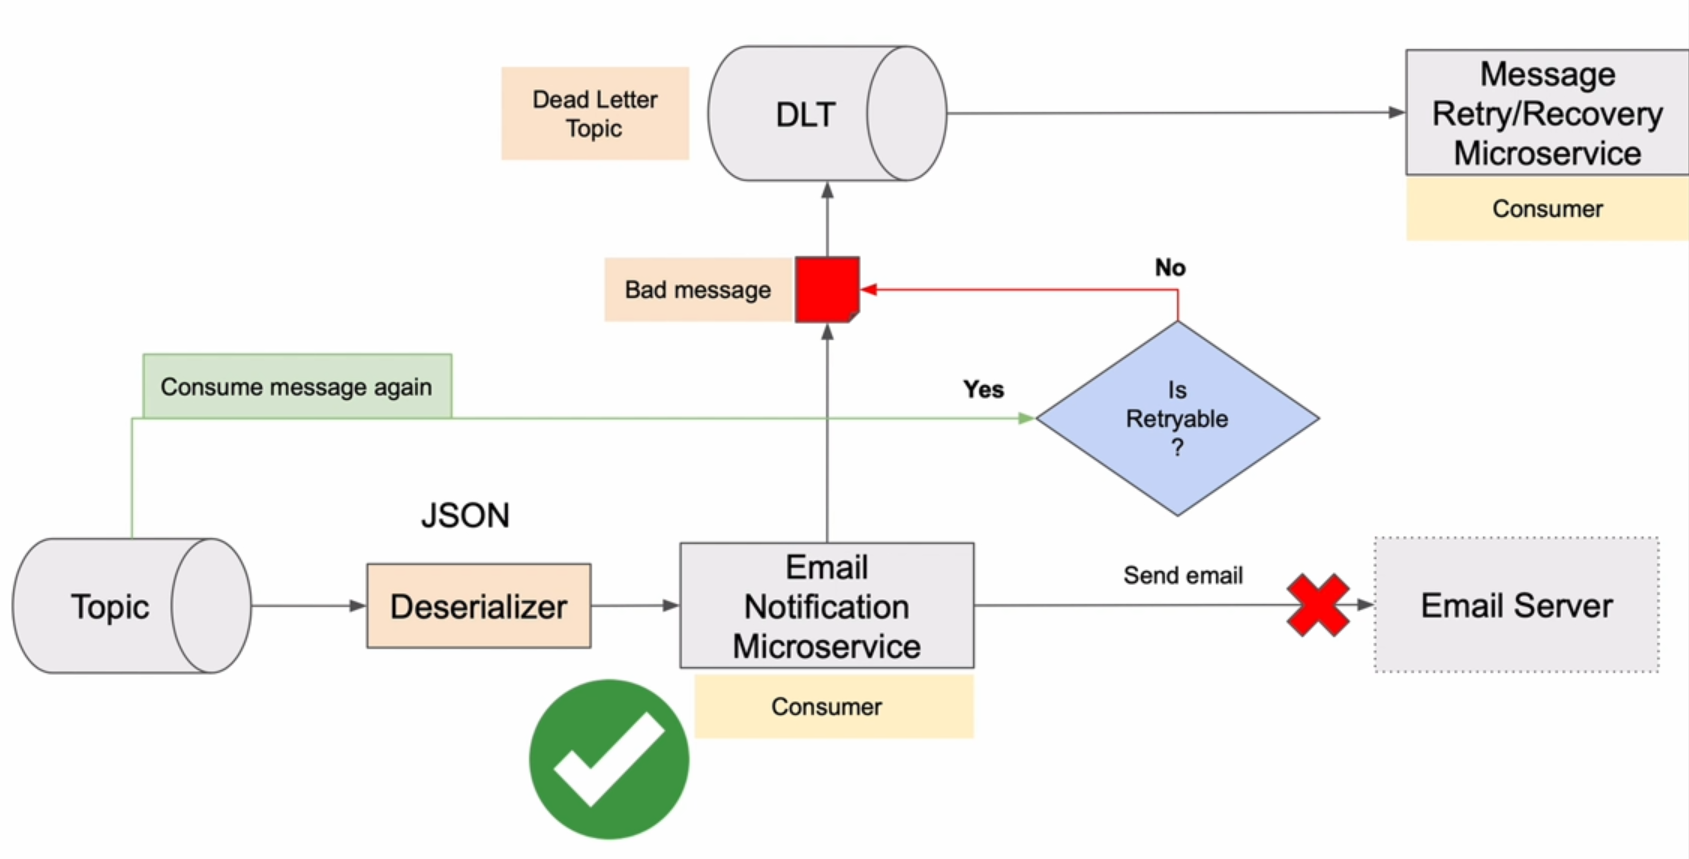 Dead Letter
Topic
DLT
Message
Retry/Recovery
Microservice
Consumer
Bad message
No
Consume message again
Yes
Is
Retryable
?
JSON
Topic
Deserializer
Email
Notification
Microservice
Consumer
Send email
Email Server